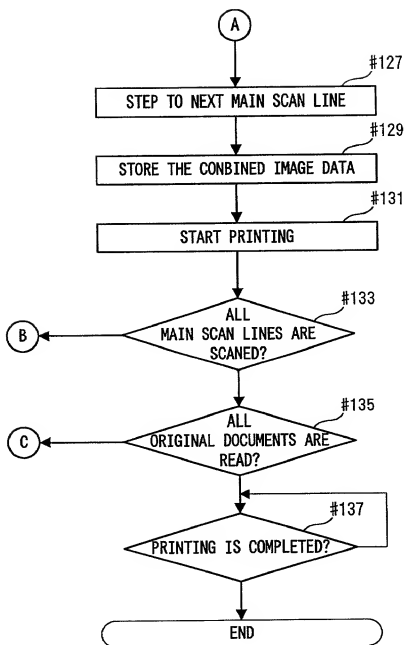 A
#127
STEP TO NEXT MAIN SCAN LINE
#129
STORE THE CONBINED IMAGE DATA
#131
START PRINTING
#133
ALL
MAIN SCAN LINES ARE
SCANED?
B
#135
ALL
ORIGINAL DOCUMENTS ARE
READ?
C
#137
PRINTING IS COMPLETED?
END